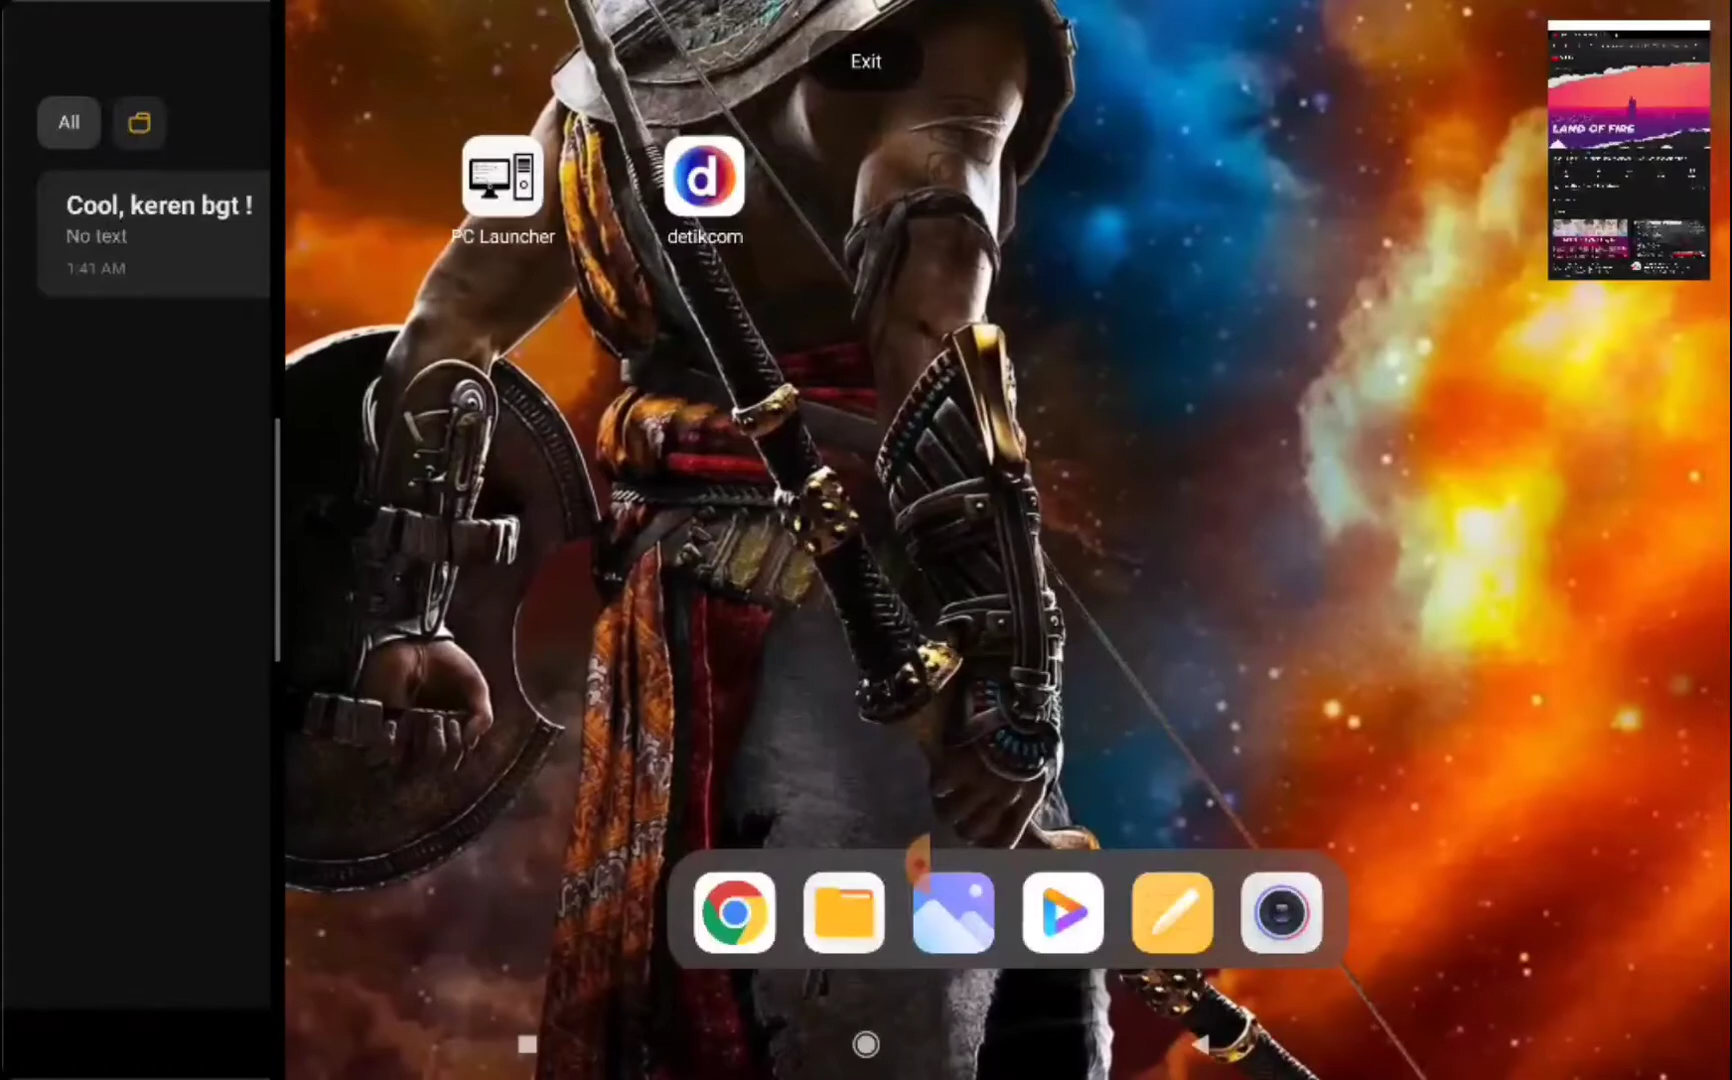 Exit
All
Cool, keren bgt !
No text
1:41 AM
PC Launcher
d
detikcom
LAND OF FIRE